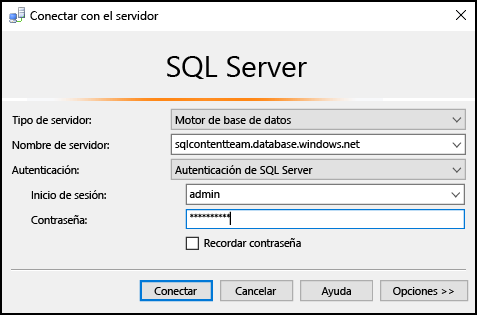 Conectar con el servidor
SQL Server
Tipo de servidor: Motor de base de datos
Nombre de servidor: sqlcontentteam.database.windows.net
Autenticación: Autenticación de SQL Server
Inicio de sesión: admin
Contraseña: **********
Recordar contraseña
Conectar Cancelar Ayuda Opciones >>